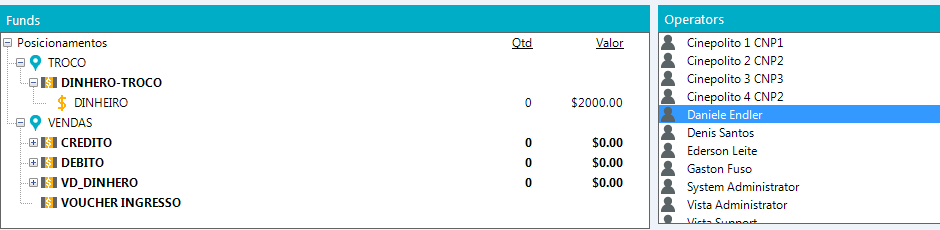 Funds
Posicionamentos Qtd Valor
TROCO
DINHERO-TROCO
DINHEIRO 0 $2000.00
VENDAS
CREDITO 0 $0.00
DEBITO 0 $0.00
VD_DINHERO 0 $0.00
VOUCHER INGRESSO
Operators
Cinepolito 1 CNP1
Cinepolito 2 CNP2
Cinepolito 3 CNP3
Cinepolito 4 CNP2
Daniele Endler
Denis Santos
Ederson Leite
Gaston Fuso
System Administrator
Vista Administrator
Vista Support